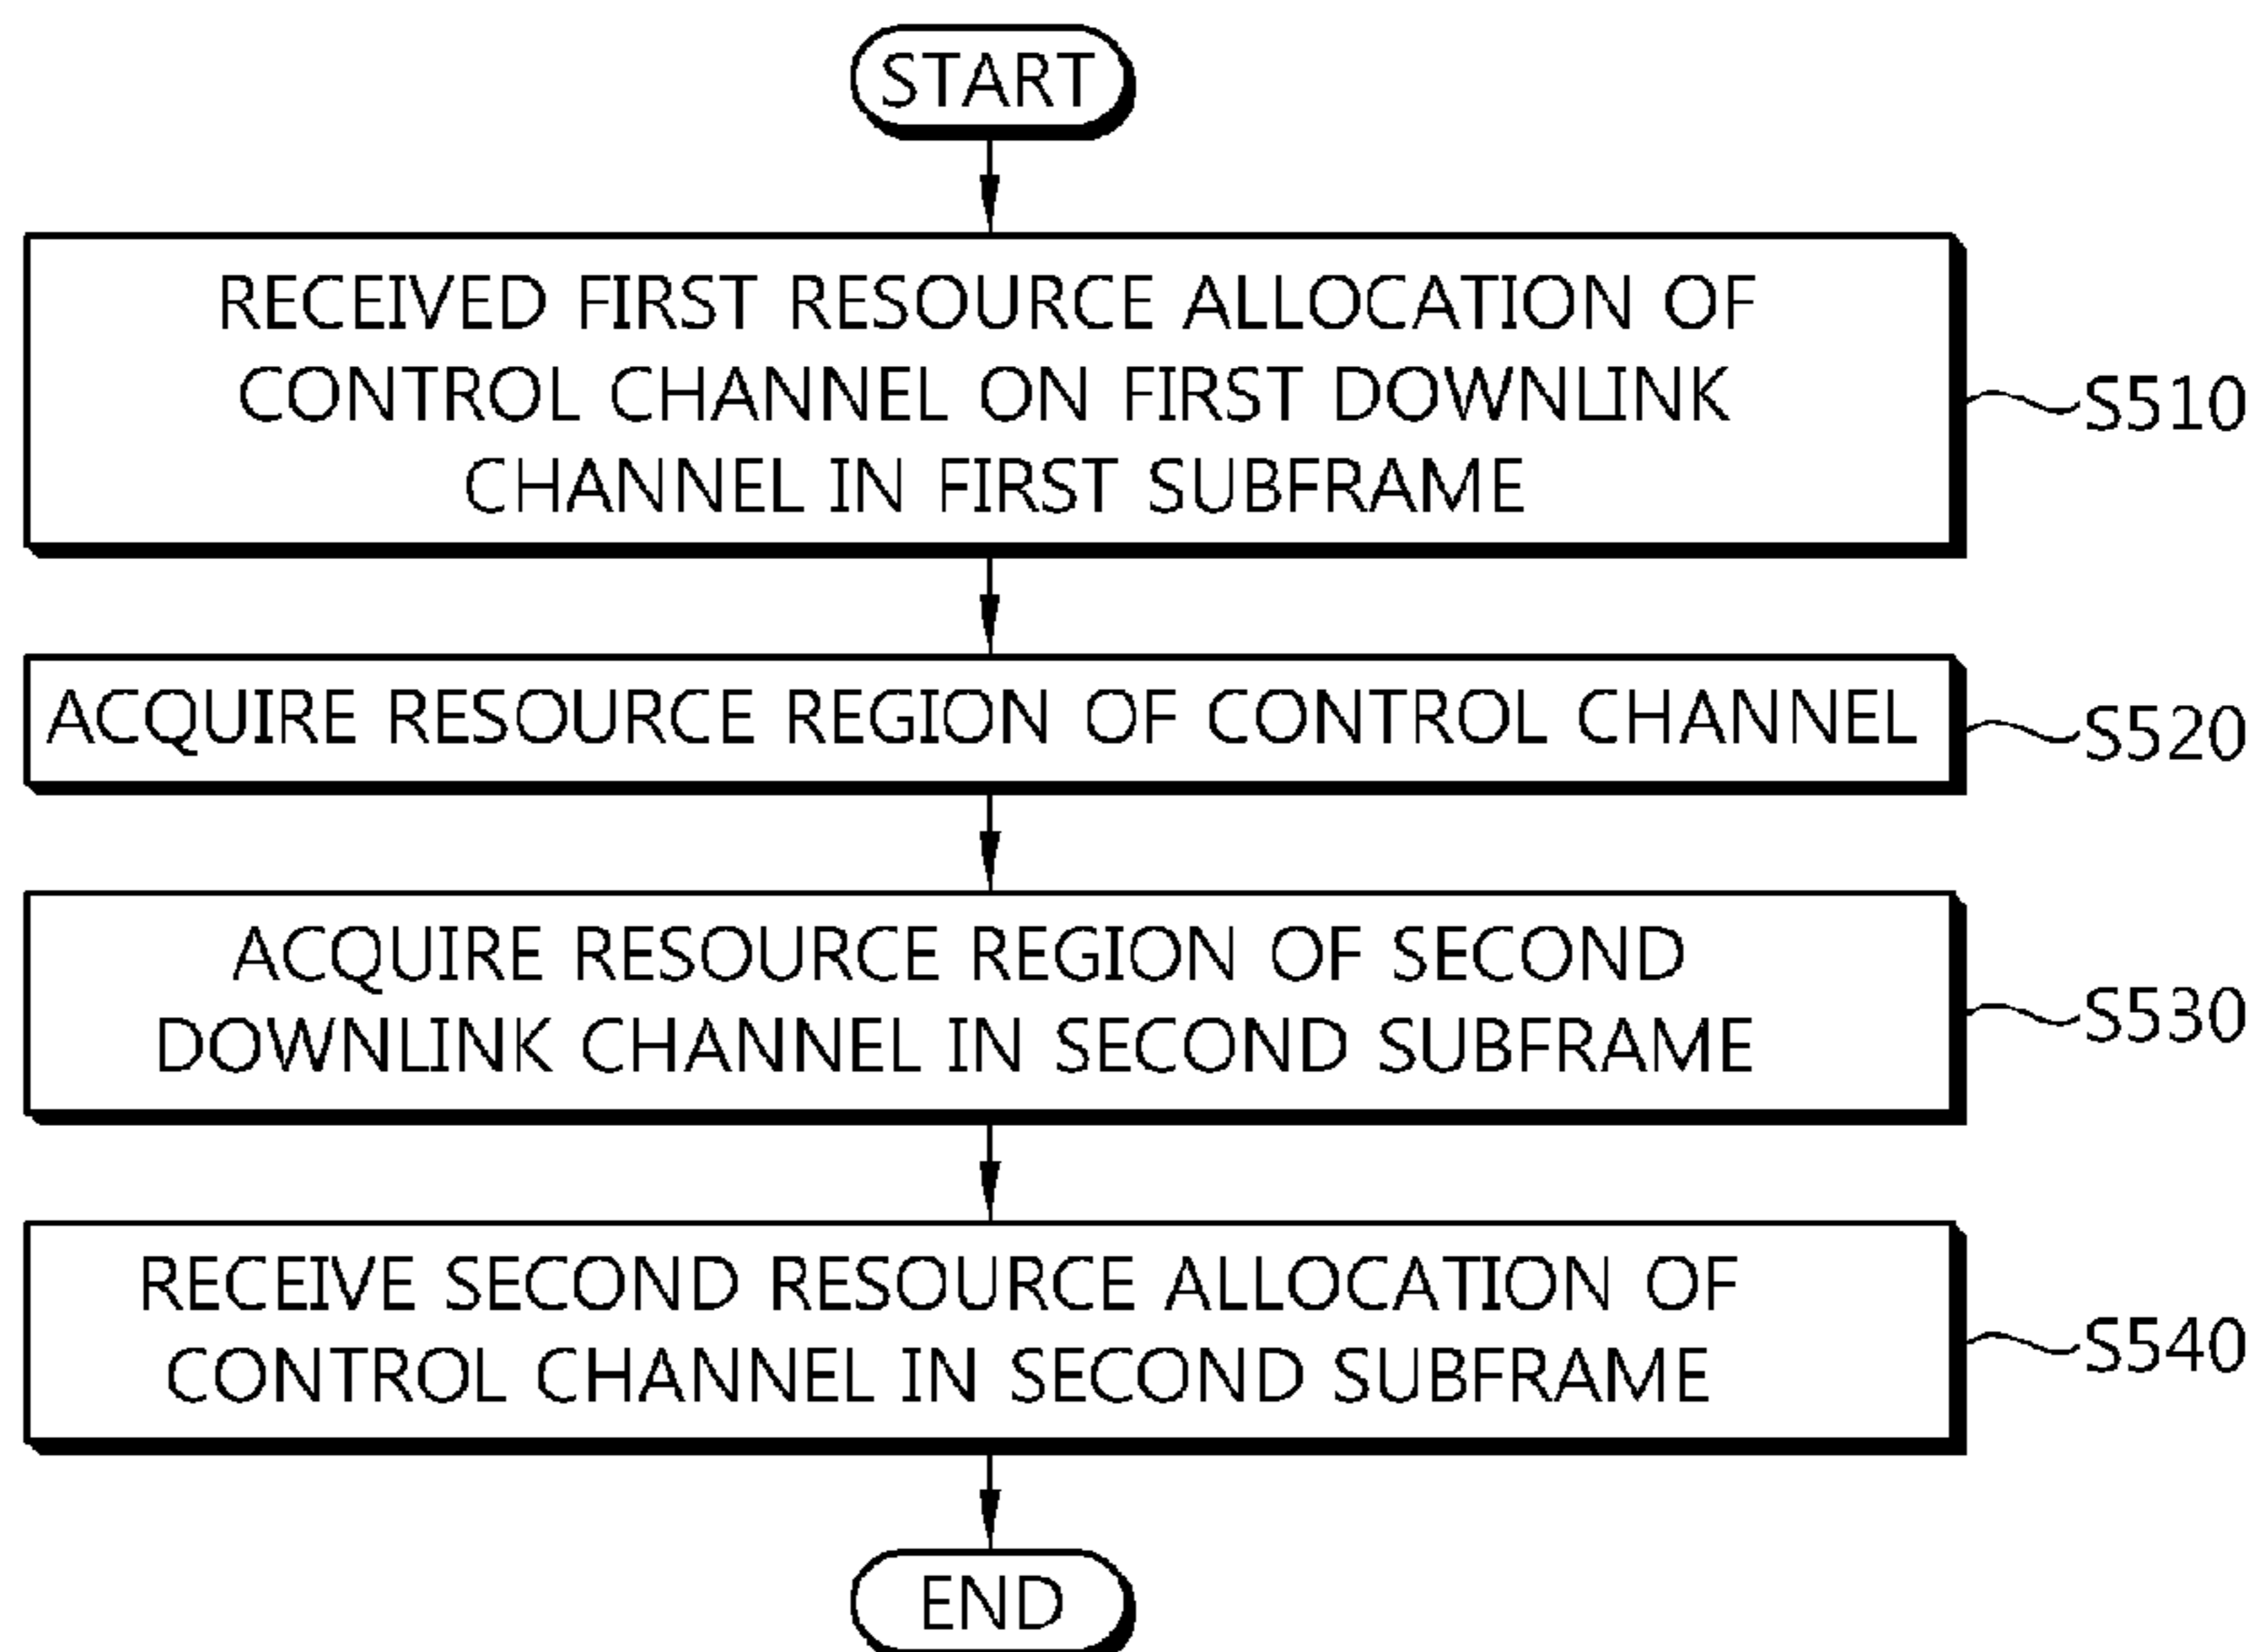 START
RECEIVED FIRST RESOURCE ALLOCATION OF
CONTROL CHANNEL ON FIRST DOWNLINK
CHANNEL IN FIRST SUBFRAME
S510
ACQUIRE RESOURCE REGION OF CONTROL CHANNEL
S520
ACQUIRE RESOURCE REGION OF SECOND
DOWNLINK CHANNEL IN SECOND SUBFRAME
S530
RECEIVE SECOND RESOURCE ALLOCATION OF
CONTROL CHANNEL IN SECOND SUBFRAME
S540
END